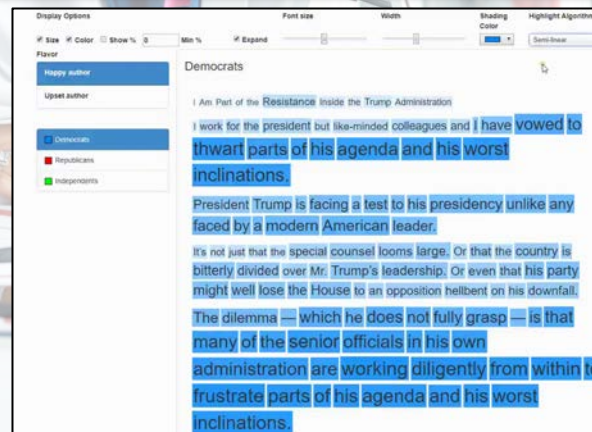 Display Options
Font size
Width
Shading Color
Highlight Algorithm
Size Color Show % 0 Min % Expand
Semi-linear
Flavor
Happy author
Upset author
Democrats
Republicans
Independents
Democrats
I Am Part of the Resistance Inside the Trump Administration
I work for the president but like-minded colleagues and I have vowed to
thwart parts of his agenda and his worst
inclinations.
President Trump is facing a test to his presidency unlike any
faced by a modern American leader.
It's not just that the special counsel looms large. Or that the country is
bitterly divided over Mr. Trump's leadership. Or even that his party
might well lose the House to an opposition hellbent on his downfall.
The dilemma — which he does not fully grasp — is that
many of the senior officials in his own
administration are working diligently from within to
frustrate parts of his agenda and his worst
inclinations.